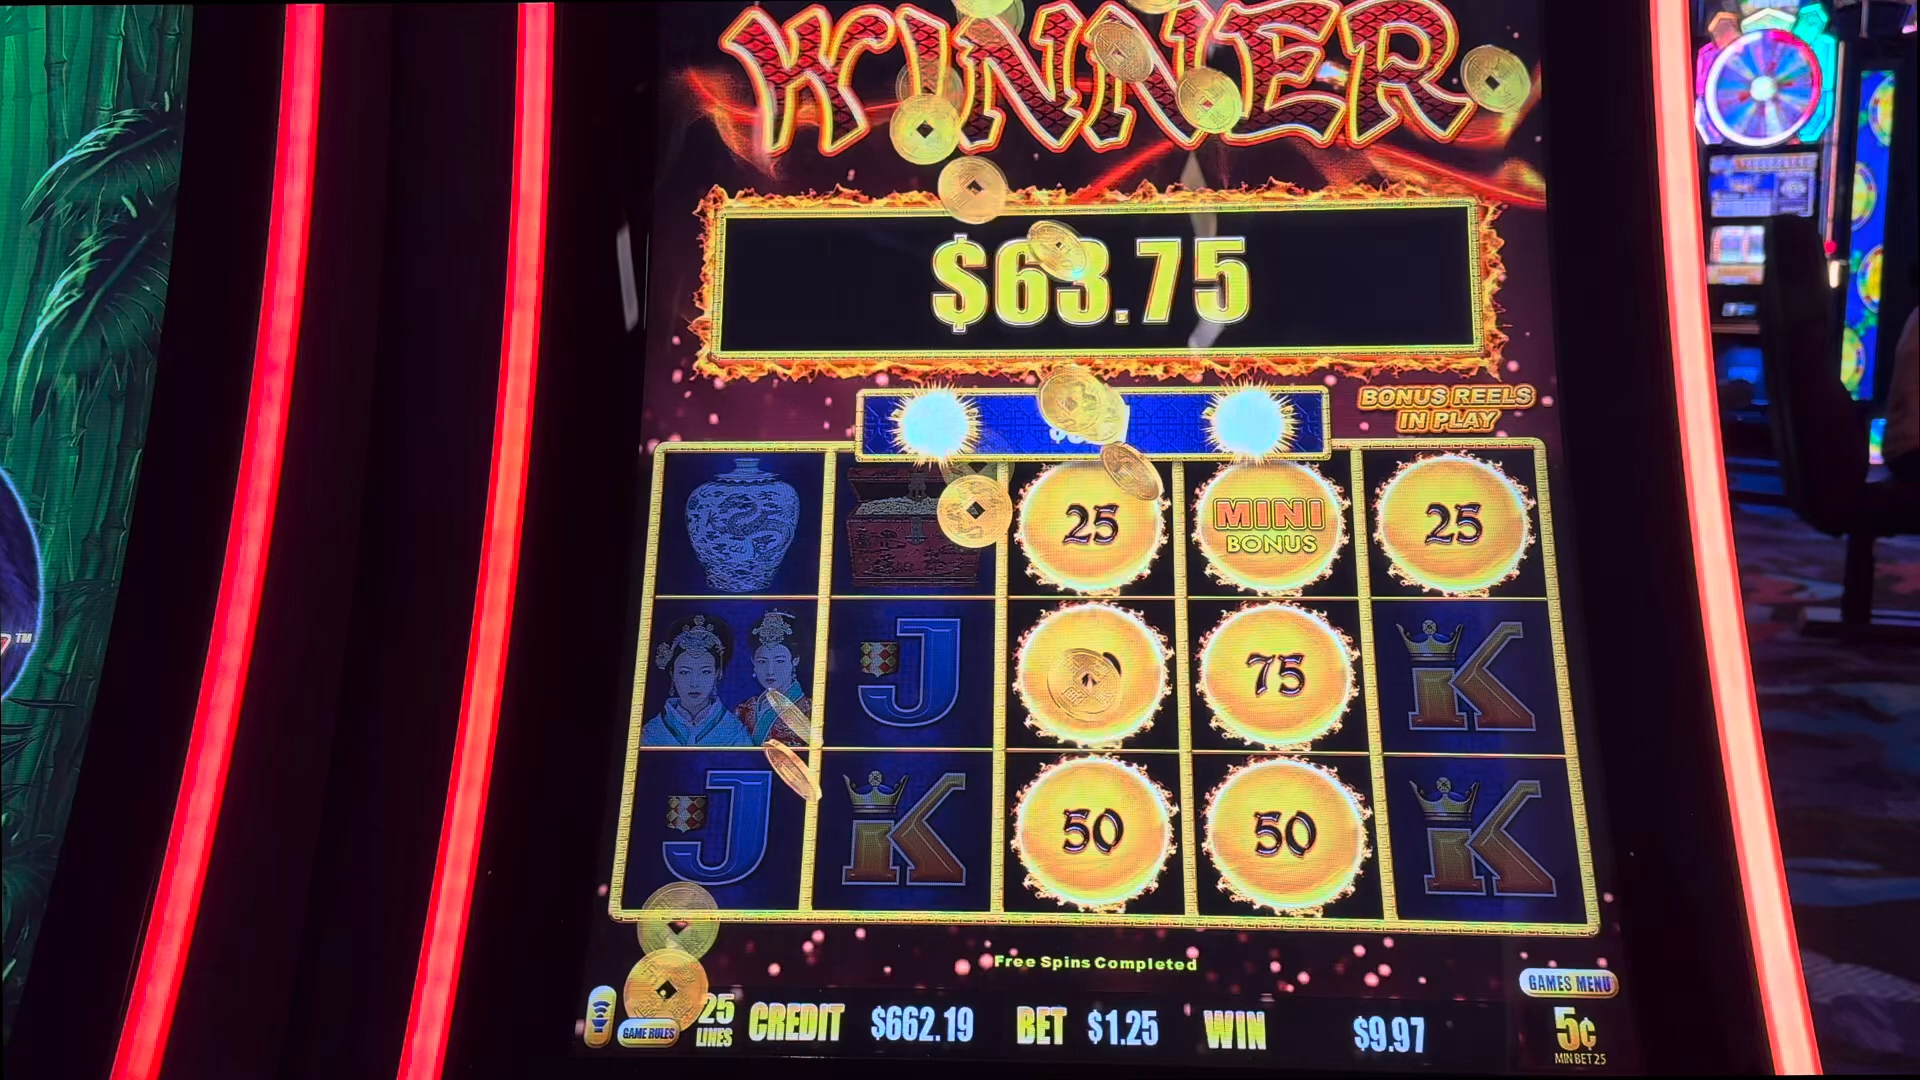 WINNER
$63.75
BONUS REELS
IN PLAY
25
MINI
BONUS
25
J
75
K
J
K
50
50
K
TM
Free Spins Completed
GAMES MENU
GAME RULES
25
LINES
CREDIT $662.19 BET $1.25 WIN $9.97
5¢
MIN BET 25